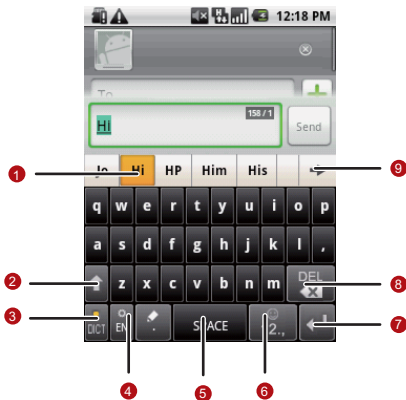 12:18 PM
To
Hi
158 / 1
Send
Jo Hi HP Him His
1
9
q w e r t y u i o p
a s d f g h j k l ,
z x c v b n m DEL
2
8
DICT EN . SPACE
3
7
4
5
6